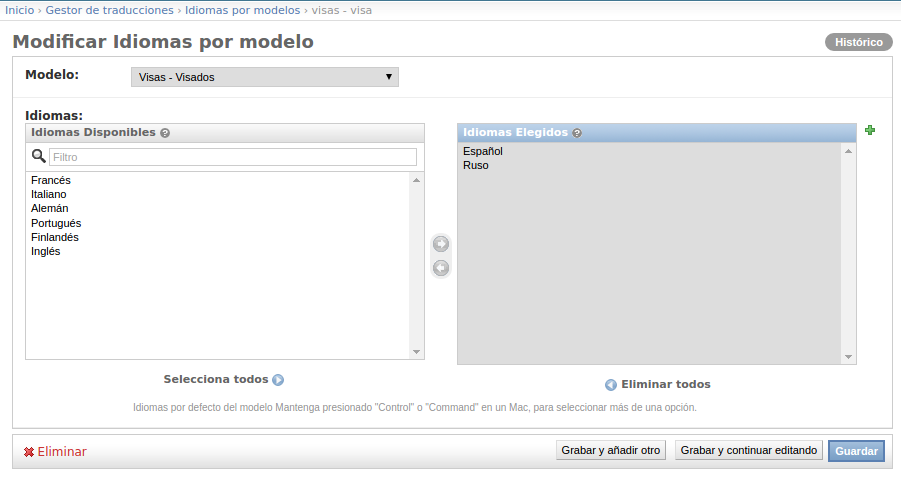 Inicio › Gestor de traducciones › Idiomas por modelos › visas - visa
Modificar Idiomas por modelo
Histórico
Modelo:
Visas - Visados
Idiomas:
Idiomas Disponibles
Filtro
Francés
Italiano
Alemán
Portugués
Finlandés
Inglés
Selecciona todos
Idiomas Elegidos
Español
Ruso
Eliminar todos
Idiomas por defecto del modelo Mantenga presionado "Control" o "Command" en un Mac, para seleccionar más de una opción.
Eliminar
Grabar y añadir otro
Grabar y continuar editando
Guardar